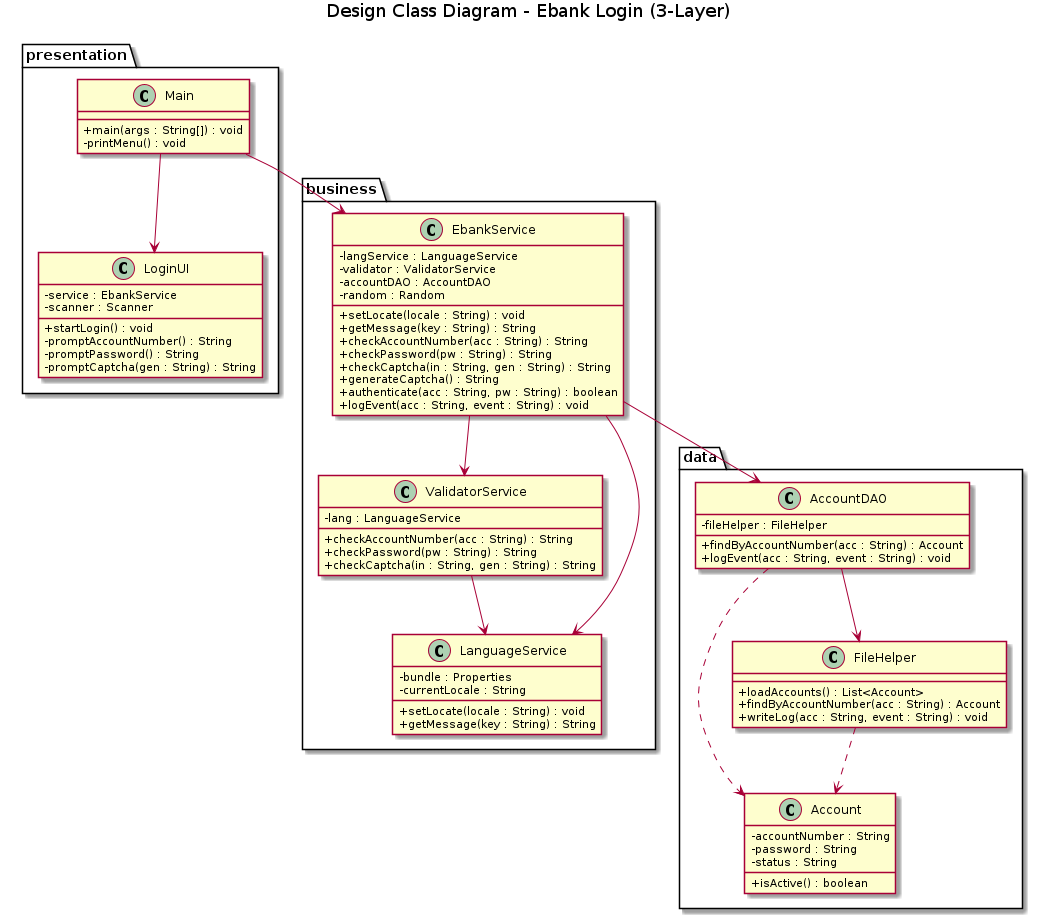 Design Class Diagram - Ebank Login (3-Layer)
presentation
C Main
+main(args : String[]) : void
-printMenu() : void
C LoginUI
-service : EbankService
-scanner : Scanner
+startLogin() : void
-promptAccountNumber() : String
-promptPassword() : String
-promptCaptcha(gen : String) : String
business
C EbankService
-langService : LanguageService
-validator : ValidatorService
-accountDAO : AccountDAO
-random : Random
+setLocate(locale : String) : void
+getMessage(key : String) : String
+checkAccountNumber(acc : String) : String
+checkPassword(pw : String) : String
+checkCaptcha(in : String, gen : String) : String
+generateCaptcha() : String
+authenticate(acc : String, pw : String) : boolean
+logEvent(acc : String, event : String) : void
C ValidatorService
-lang : LanguageService
+checkAccountNumber(acc : String) : String
+checkPassword(pw : String) : String
+checkCaptcha(in : String, gen : String) : String
C LanguageService
-bundle : Properties
-currentLocale : String
+setLocate(locale : String) : void
+getMessage(key : String) : String
data
C AccountDAO
-fileHelper : FileHelper
+findByAccountNumber(acc : String) : Account
+logEvent(acc : String, event : String) : void
C FileHelper
+loadAccounts() : List<Account>
+findByAccountNumber(acc : String) : Account
+writeLog(acc : String, event : String) : void
C Account
-accountNumber : String
-password : String
-status : String
+isActive() : boolean